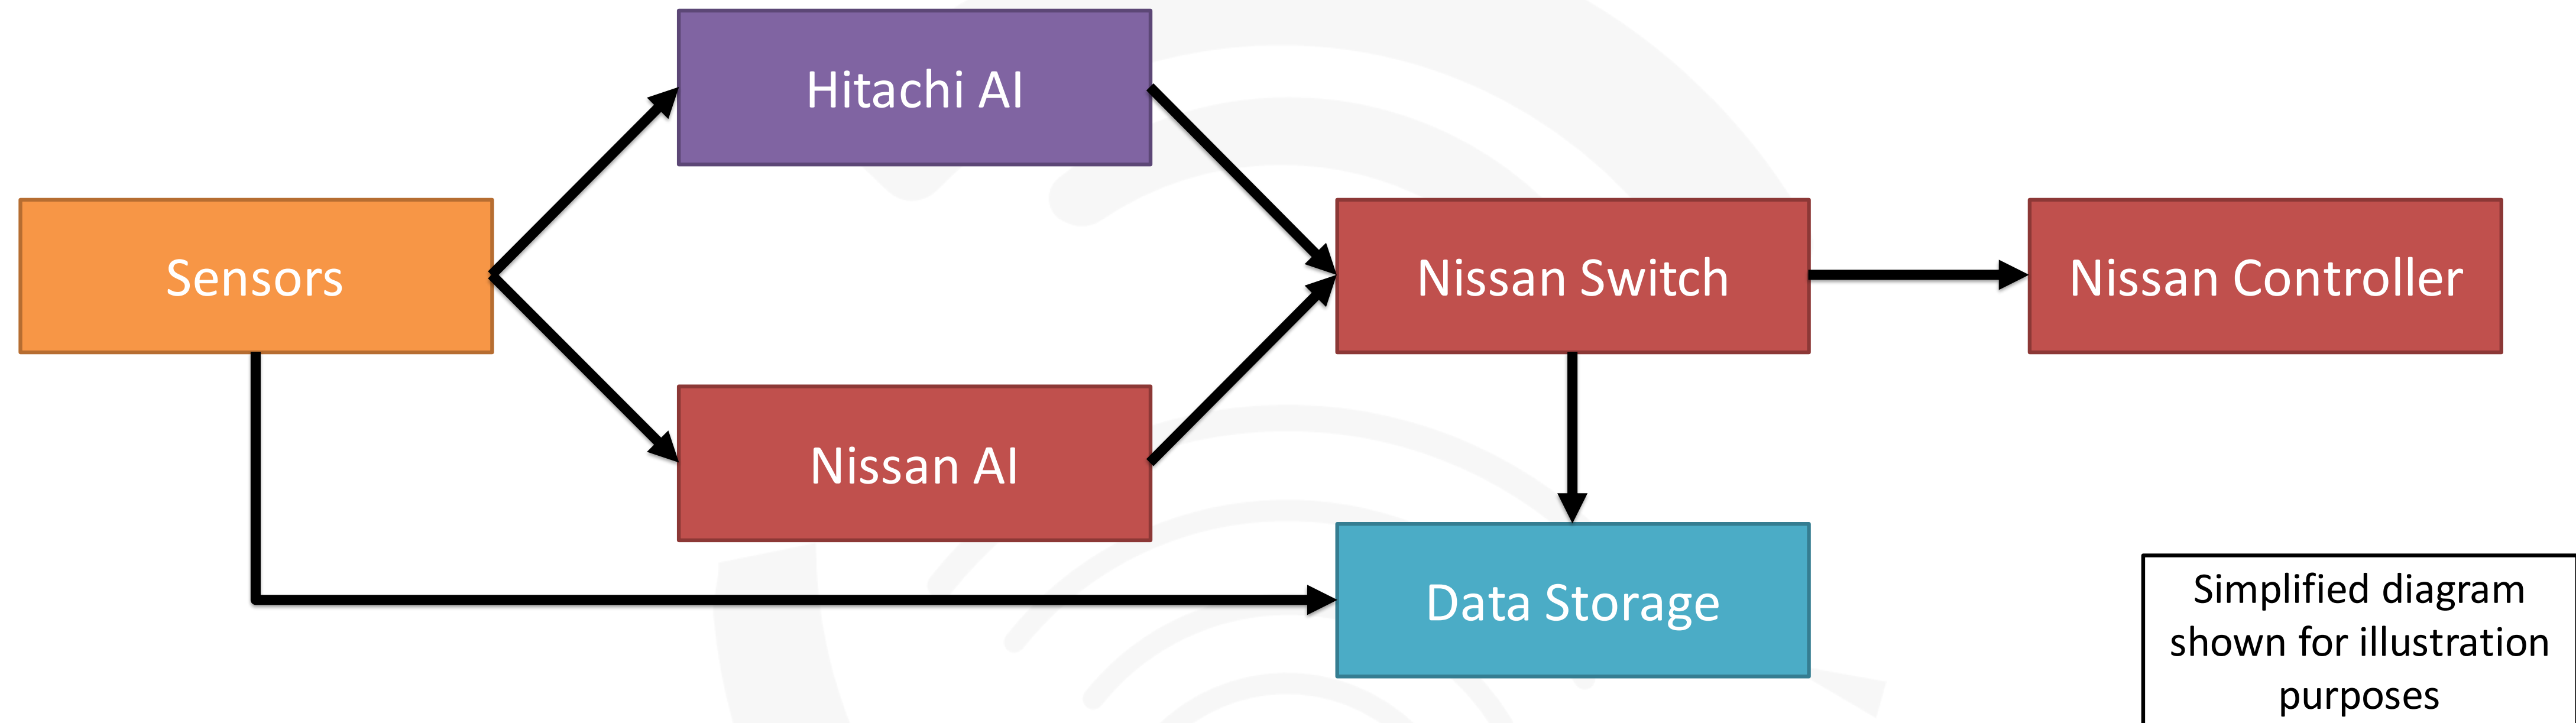 Hitachi AI
Sensors
Nissan Switch
Nissan Controller
Nissan AI
Data Storage
Simplified diagram
shown for illustration
purposes